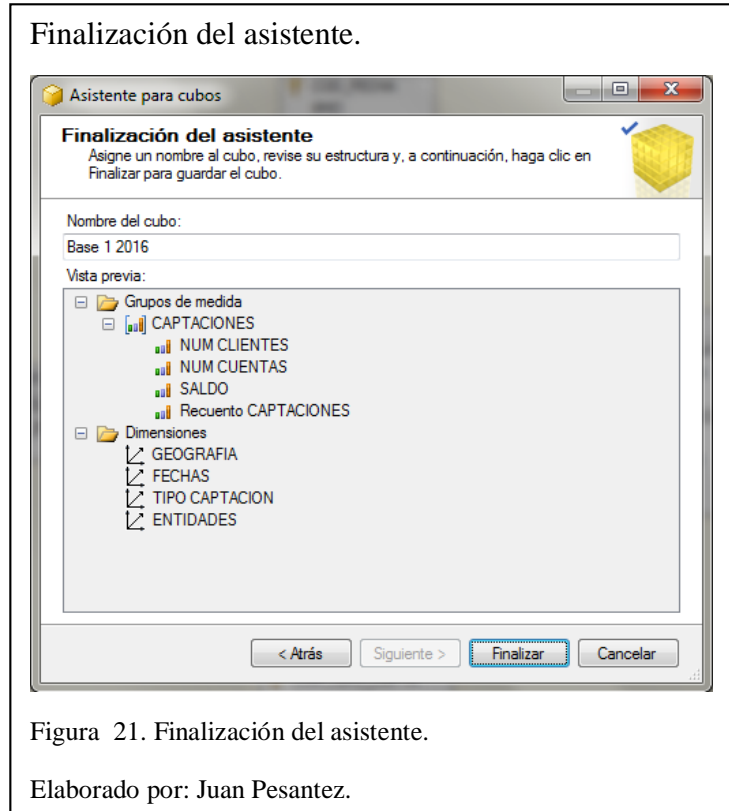 Finalización del asistente.
Asistente para cubos
Finalización del asistente
Asigne un nombre al cubo, revise su estructura y, a continuación, haga clic en
Finalizar para guardar el cubo.
Nombre del cubo:
Base 1 2016
Vista previa:
Grupos de medida
CAPTACIONES
NUM CLIENTES
NUM CUENTAS
SALDO
Recuento CAPTACIONES
Dimensiones
GEOGRAFIA
FECHAS
TIPO CAPTACION
ENTIDADES
< Atrás Siguiente > Finalizar Cancelar
Figura 21. Finalización del asistente.
Elaborado por: Juan Pesantez.